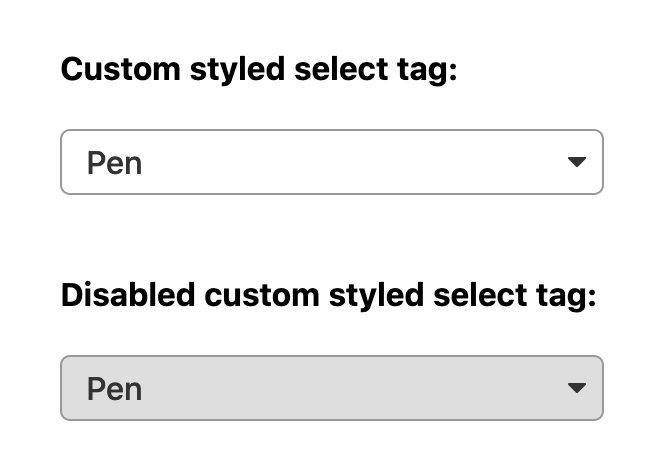 Custom styled select tag:
Pen
Disabled custom styled select tag:
Pen